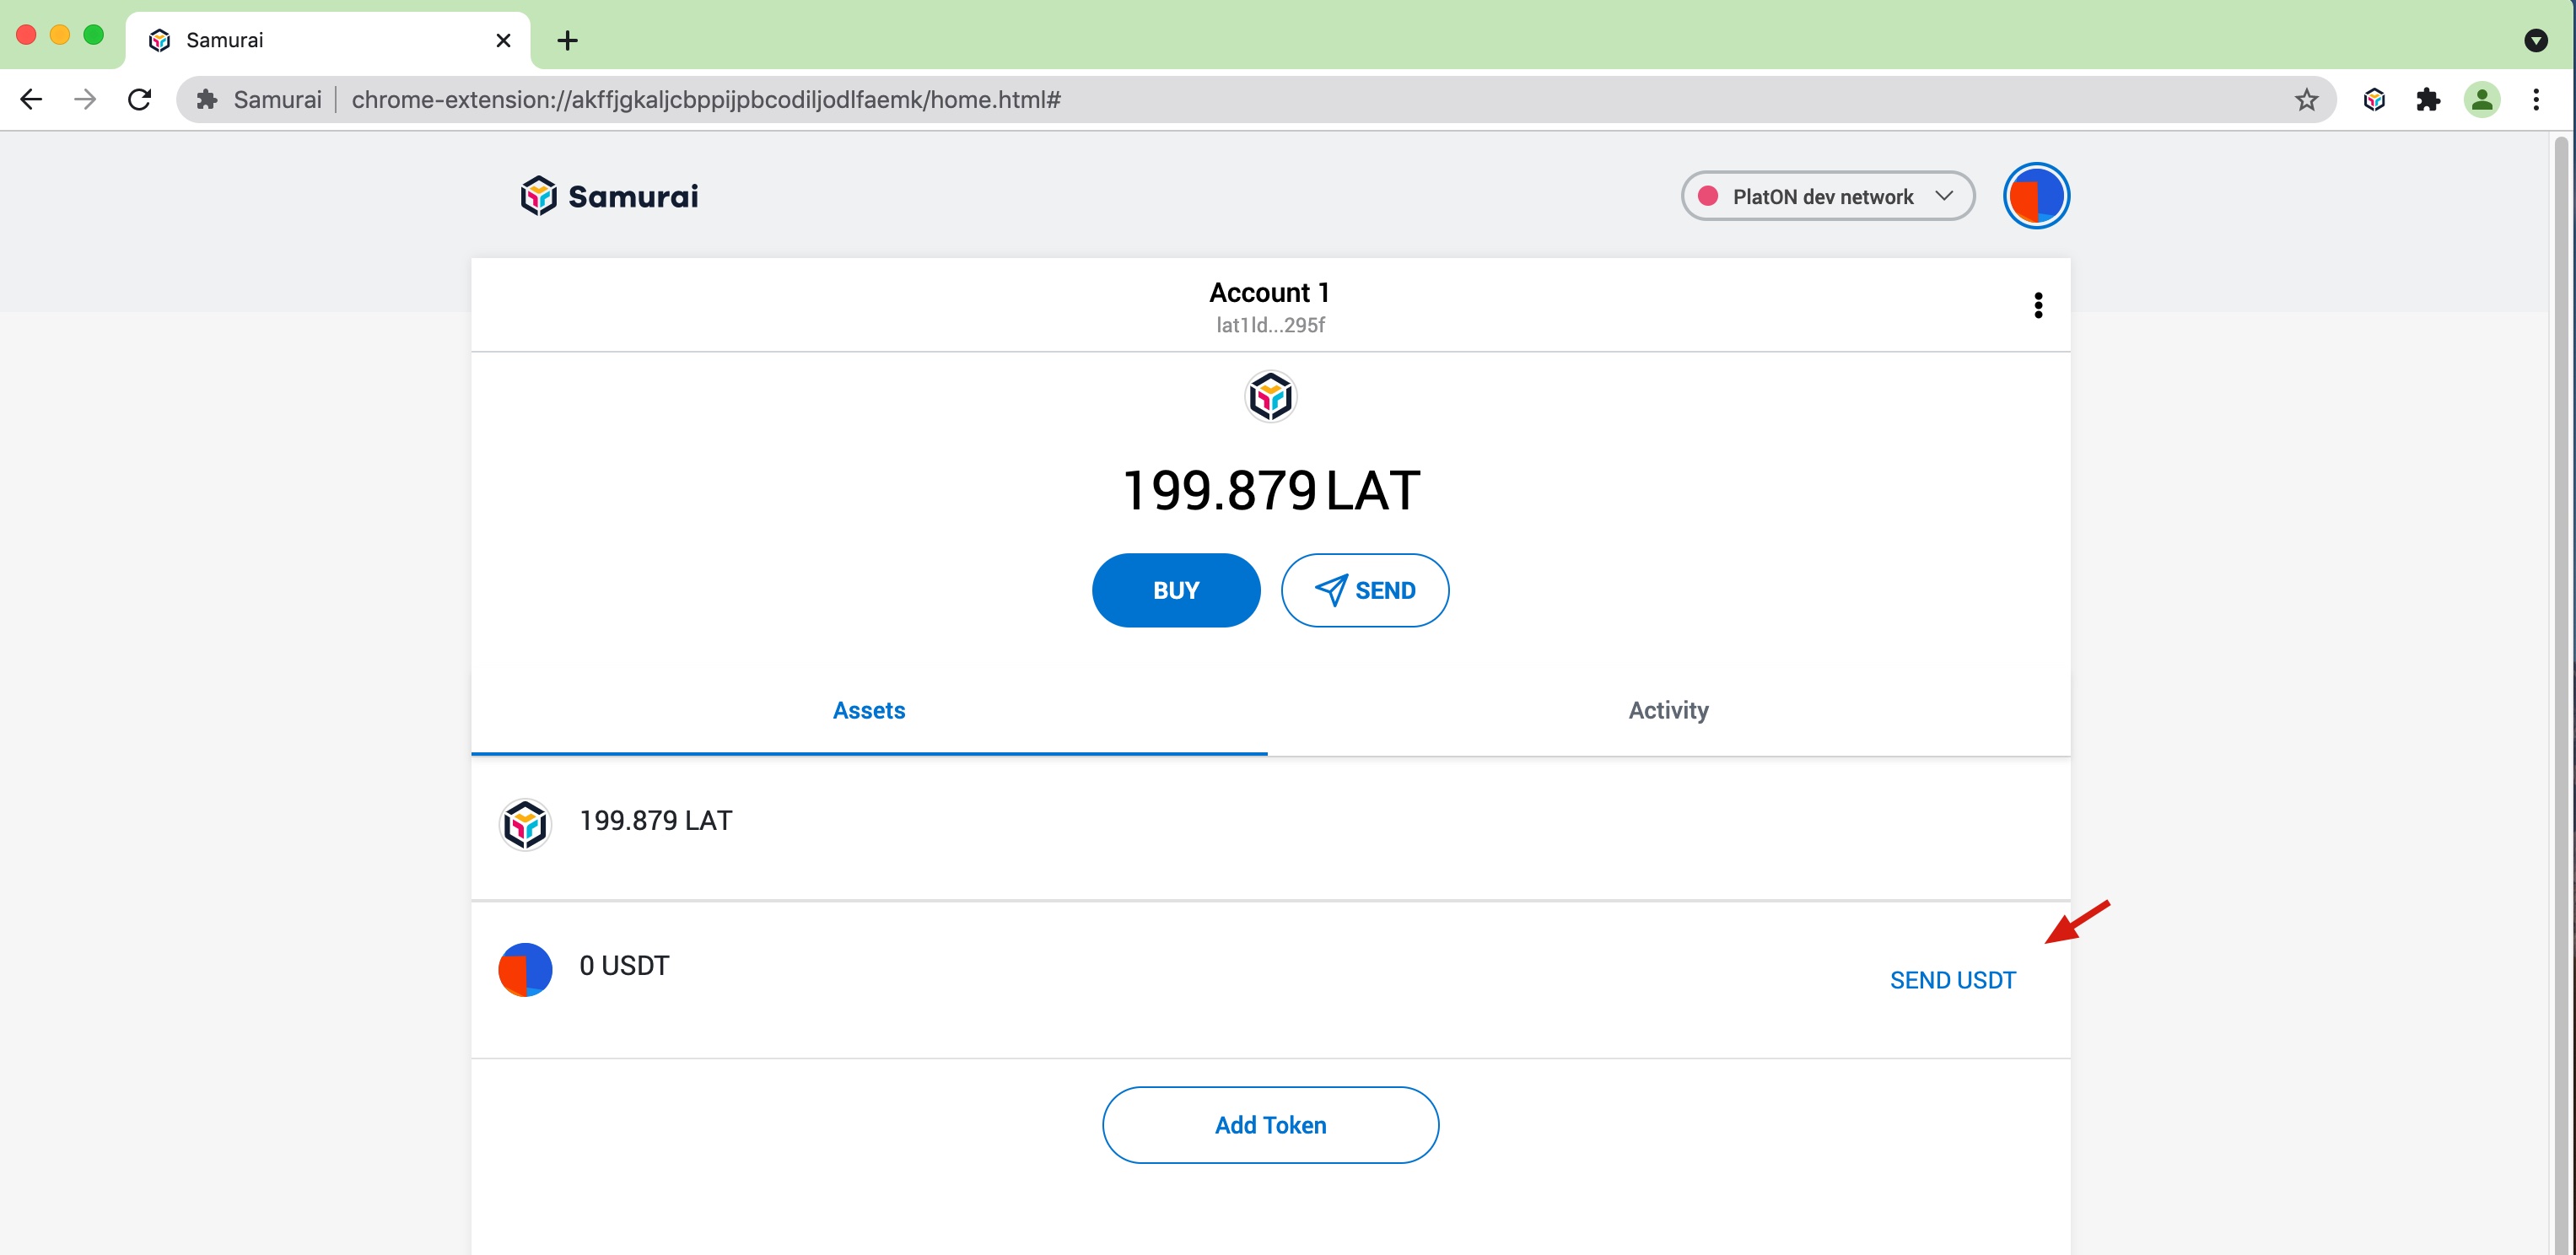 Samurai
Samurai chrome-extension://akffjgkaljcbppijpbcodiljodlfaemk/home.html#
Samurai
PlatON dev network
Account 1
lat1ld...295f
199.879 LAT
BUY
SEND
Assets
Activity
199.879 LAT
0 USDT
SEND USDT
Add Token